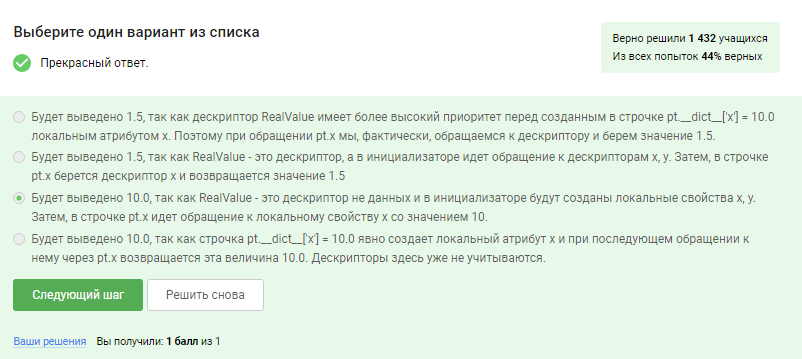 Выберите один вариант из списка
Верно решили 1 432 учащихся
Из всех попыток 44% верных
Прекрасный ответ.
Будет выведено 1.5, так как дескриптор RealValue имеет более высокий приоритет перед созданным в строчке pt.__dict__['x'] = 10.0
локальным атрибутом x. Поэтому при обращении pt.x мы, фактически, обращаемся к дескриптору и берем значение 1.5.
Будет выведено 1.5, так как RealValue - это дескриптор, а в инициализаторе идет обращение к дескрипторам x, y. Затем, в строчке
pt.x берется дескриптор x и возвращается значение 1.5
Будет выведено 10.0, так как RealValue - это дескриптор не данных и в инициализаторе будут созданы локальные свойства x, y.
Затем, в строчке pt.x идет обращение к локальному свойству x со значением 10.
Будет выведено 10.0, так как строчка pt.__dict__['x'] = 10.0 явно создает локальный атрибут x и при последующем обращении к
нему через pt.x возвращается эта величина 10.0. Дескрипторы здесь уже не учитываются.
Следующий шаг
Решить снова
Ваши решения Вы получили: 1 балл из 1